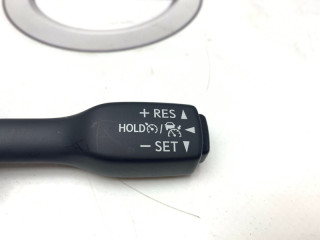 + RES ▲
HOLD / ◀
− SET ▼